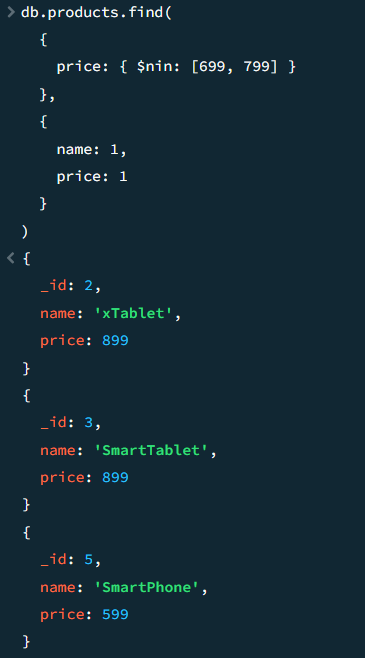 > db.products.find(
{
price: { $nin: [699, 799] }
},
{
name: 1,
price: 1
}
)
< {
_id: 2,
name: 'xTablet',
price: 899
}
{
_id: 3,
name: 'SmartTablet',
price: 899
}
{
_id: 5,
name: 'SmartPhone',
price: 599
}